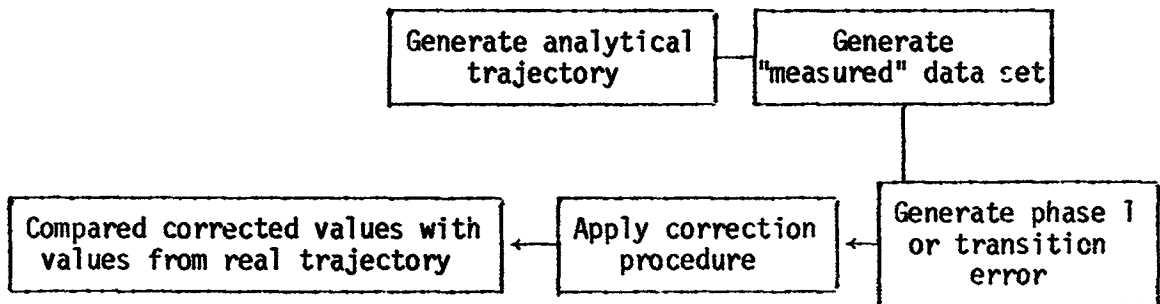 Generate analytical
trajectory
Generate
"measured" data set
Generate phase 1
or transition
error
Apply correction
procedure
Compared corrected values with
values from real trajectory